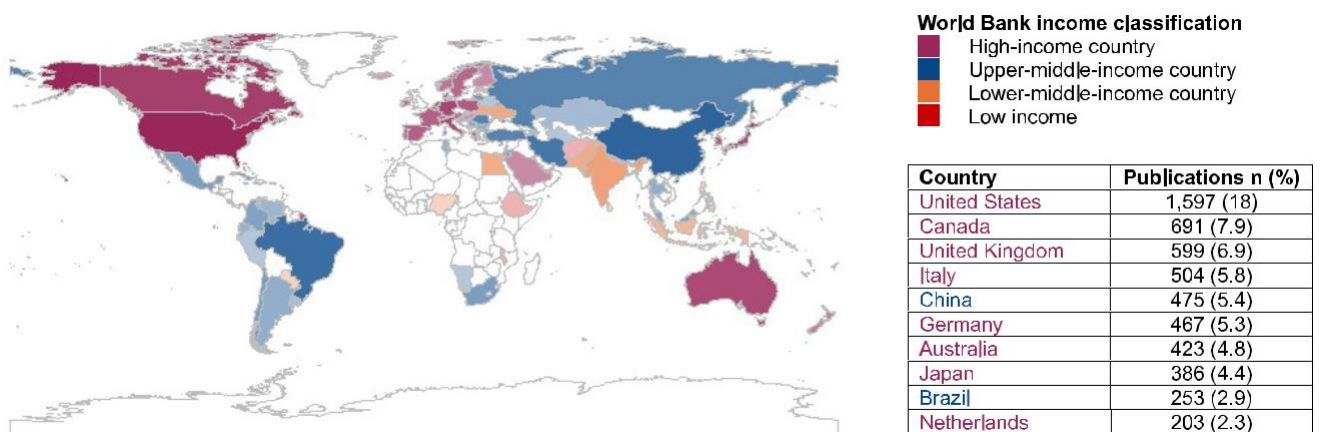 World Bank income classification
High-income country
Upper-middle-income country
Lower-middle-income country
Low income
Country Publications n (%)
United States 1,597 (18)
Canada 691 (7.9)
United Kingdom 599 (6.9)
Italy 504 (5.8)
China 475 (5.4)
Germany 467 (5.3)
Australia 423 (4.8)
Japan 386 (4.4)
Brazil 253 (2.9)
Netherlands 203 (2.3)